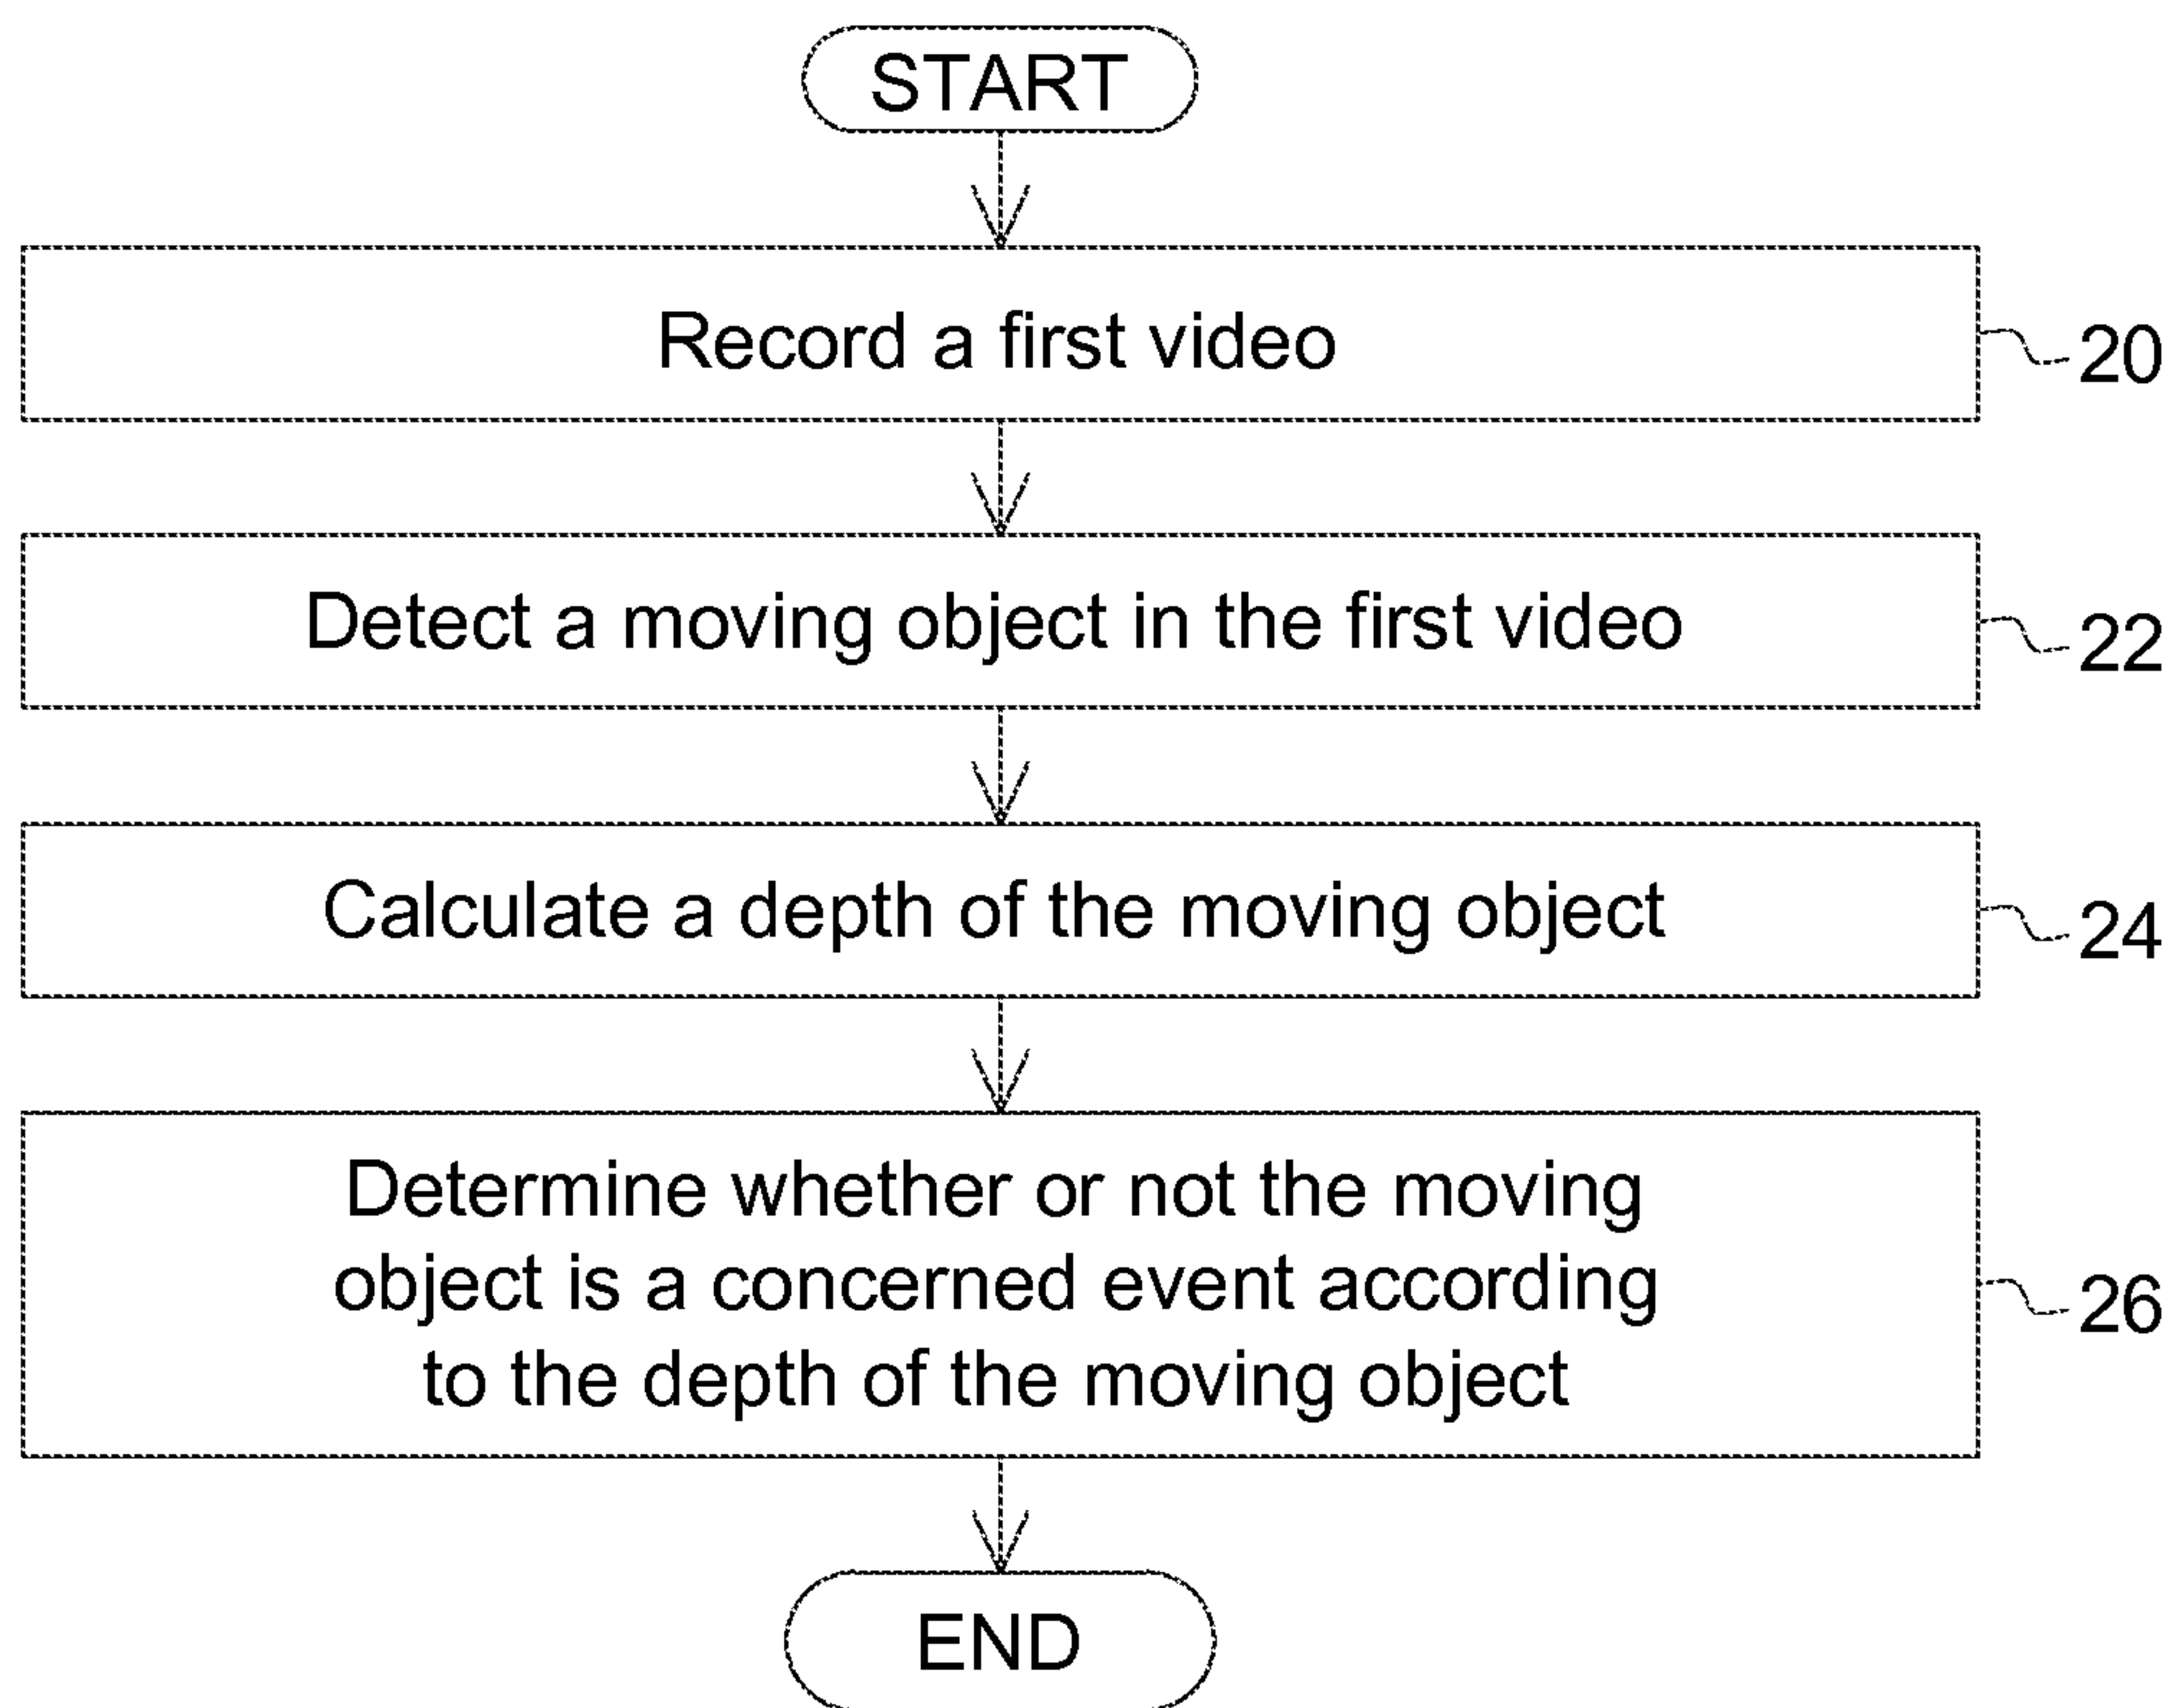 START
Record a first video
20
Detect a moving object in the first video
22
Calculate a depth of the moving object
24
Determine whether or not the moving
object is a concerned event according
to the depth of the moving object
26
END